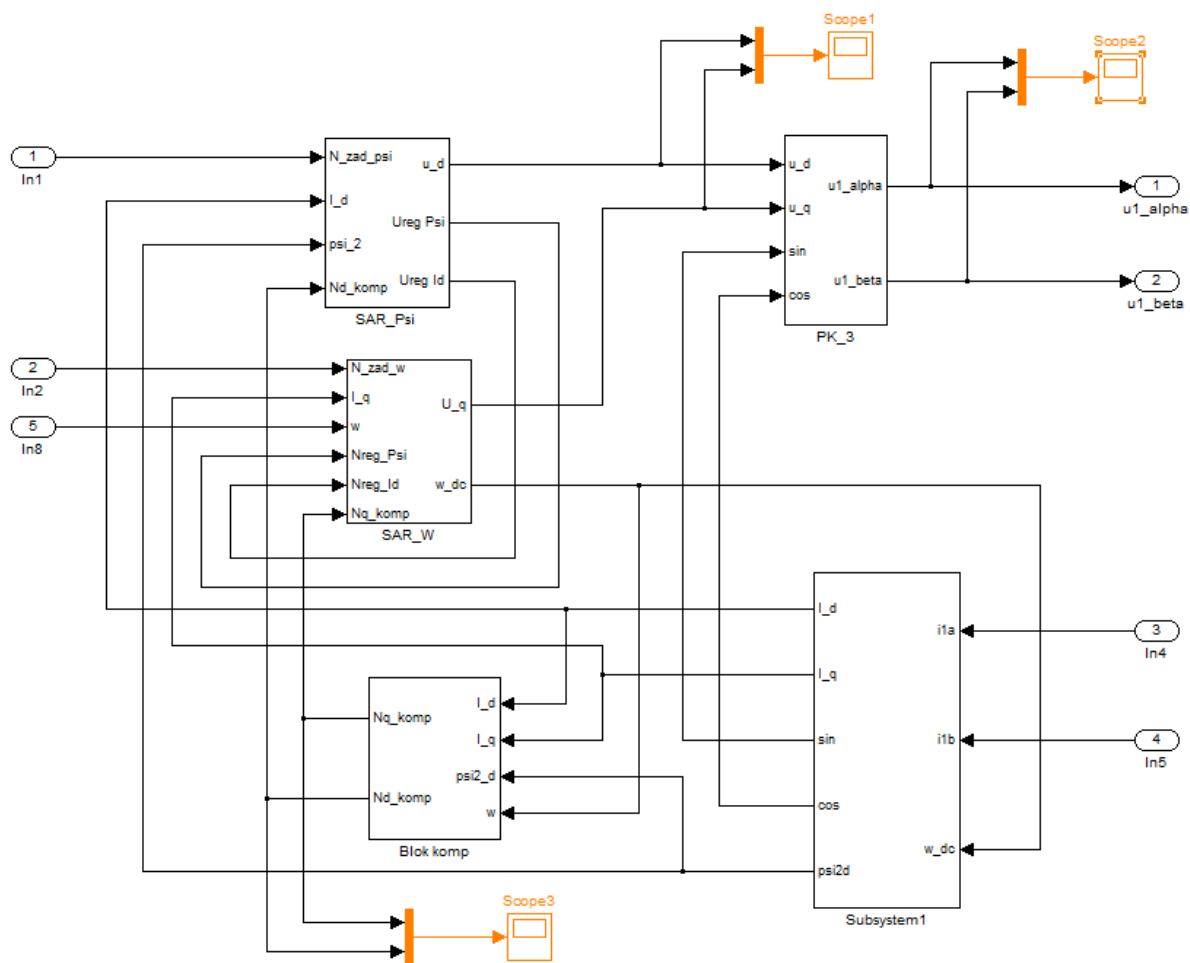 Scope1
Scope2
1
In1
N_zad_psi
I_d
psi_2
Nd_komp
u_d
Ureg Psi
Ureg Id
SAR_Psi
u_d
u_q
sin
cos
u1_alpha
u1_beta
PK_3
1
u1_alpha
2
u1_beta
2
In2
5
In8
N_zad_w
I_q
w
Nreg_Psi
Nreg_Id
Nq_komp
U_q
w_dc
SAR_W
I_d
I_q
sin
cos
psi2d
i1a
i1b
w_dc
Subsystem1
3
In4
4
In5
Nq_komp
Nd_komp
I_d
I_q
psi2_d
w
Blok komp
Scope3